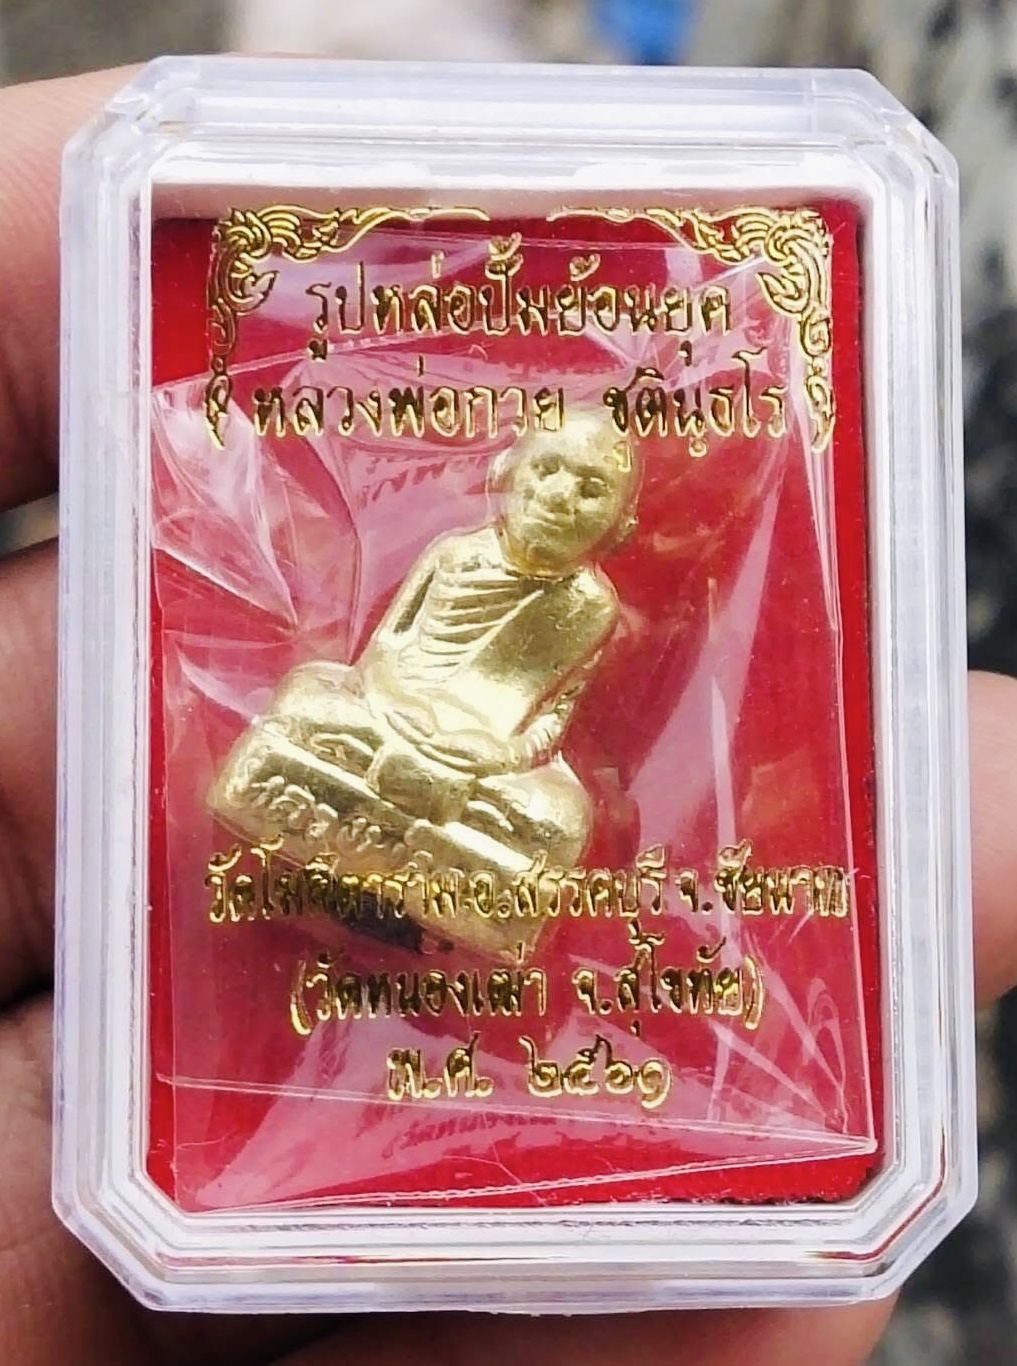 รูปหล่อปั๊มย้อนยุค
หลวงพ่อกวย ชุตินฺธโร
วัดโฆสิตาราม อ.สรรคบุรี จ.ชัยนาท
(วัดหนองเฒ่า จ.สุโขทัย)
พ.ศ. ๒๕๖๑